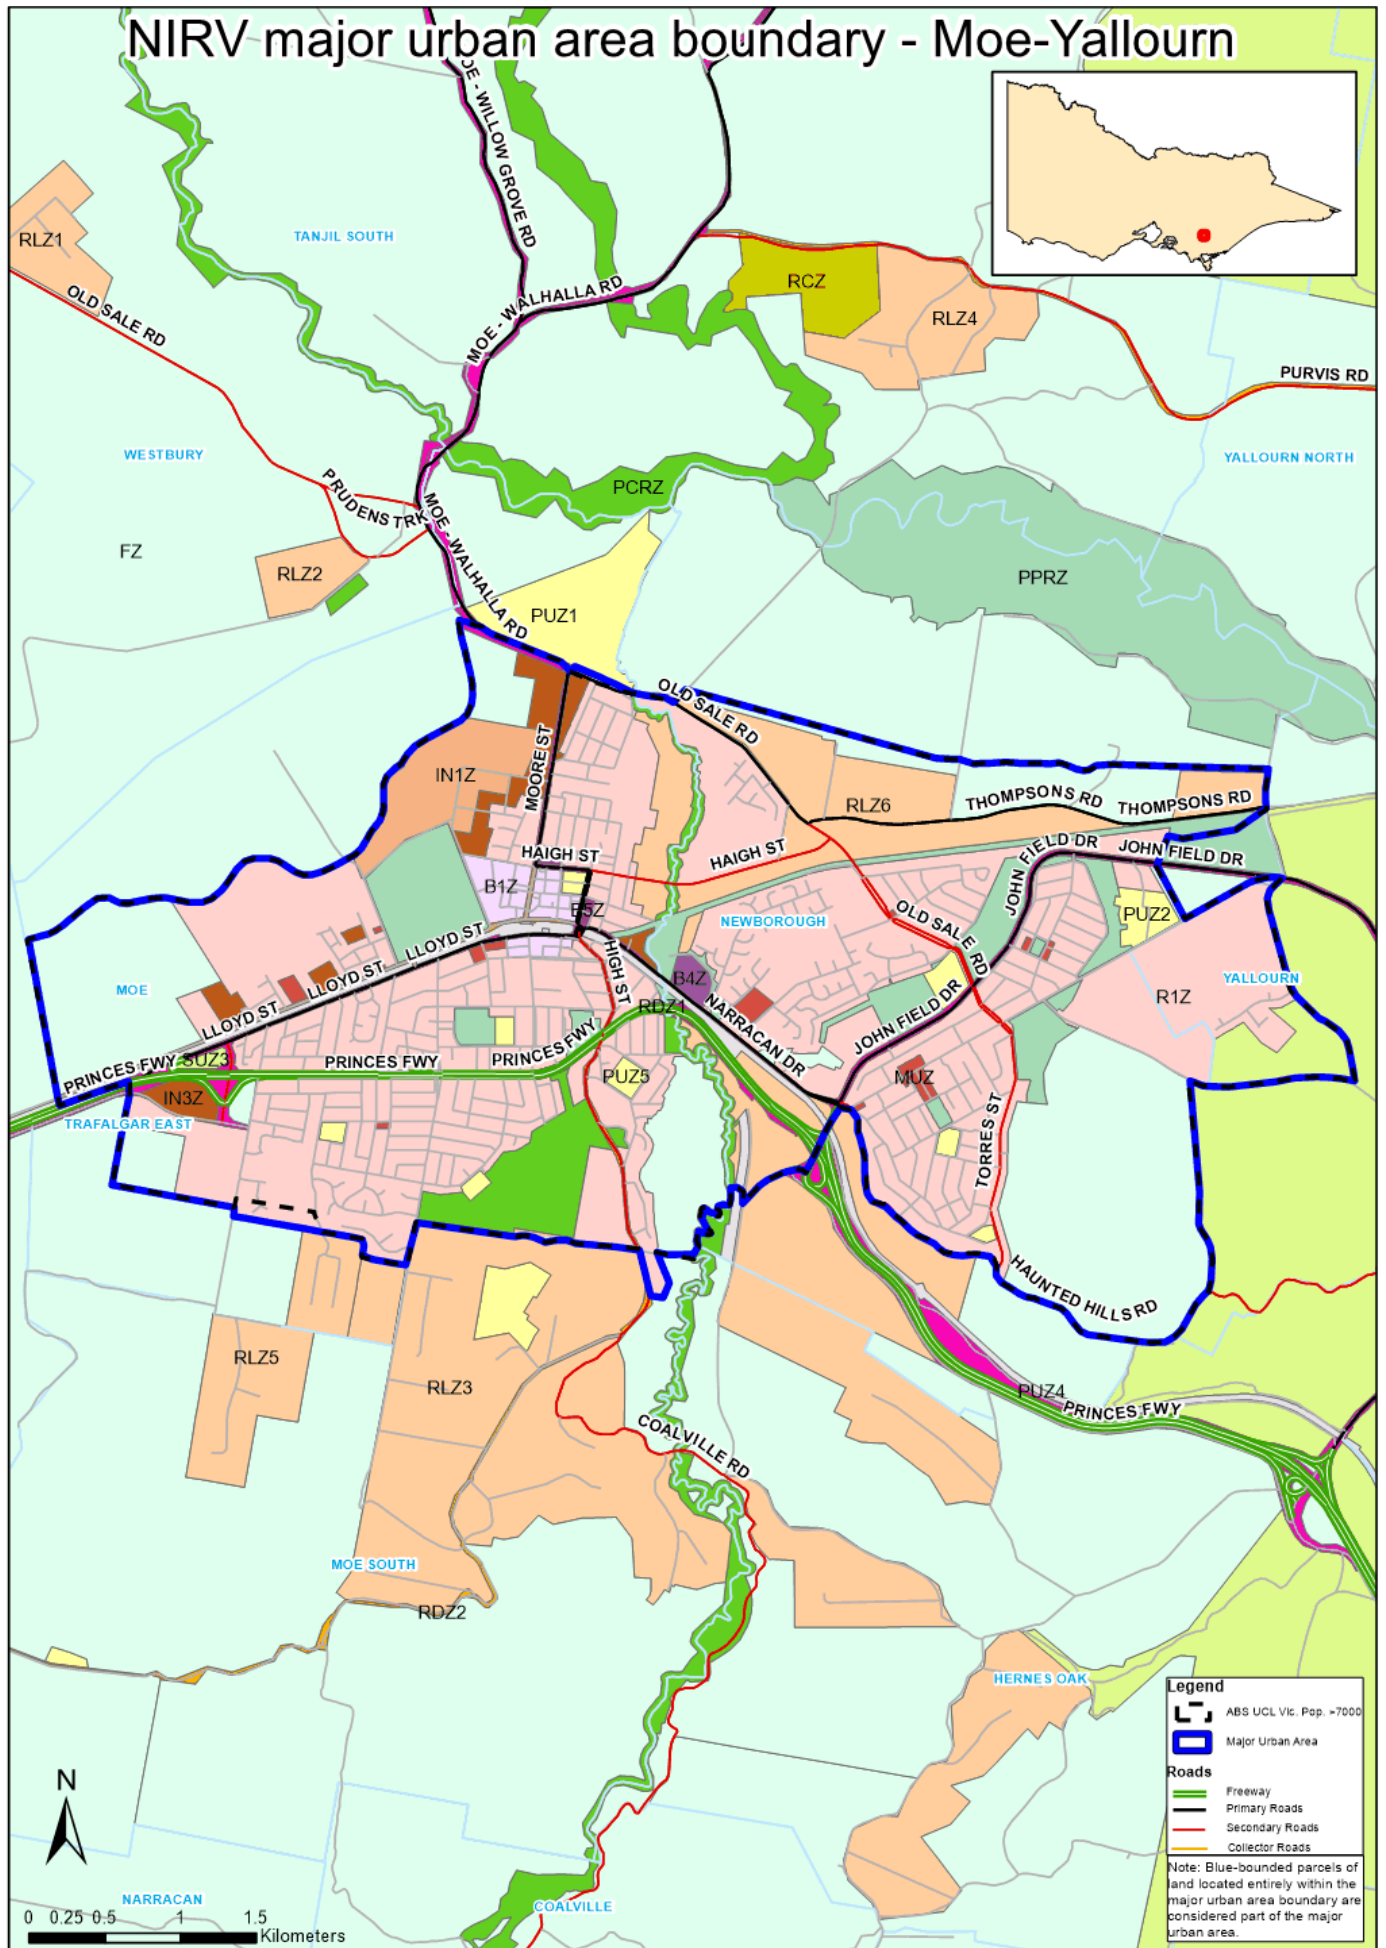 NIRV major urban area boundary - Moe-Yallourn
MOE - WILLOW GROVE RD
RLZ1
TANJIL SOUTH
OLD SALE RD
MOE - WALHALLA RD
RCZ
RLZ4
PURVIS RD
WESTBURY
YALLOURN NORTH
PRUDENS TRK
PCRZ
MOE - WALHALLA RD
FZ
RLZ2
PPRZ
PUZ1
OLD SALE RD
MOORE ST
IN1Z
RLZ6
THOMPSONS RD
THOMPSONS RD
HAIGH ST
HAIGH ST
JOHN FIELD DR
JOHN FIELD DR
B1Z
B5Z
PUZ2
NEWBOROUGH
OLD SALE RD
LLOYD ST
LLOYD ST
LLOYD ST
HIGH ST
MOE
B4Z
YALLOURN
R1Z
RDZ1
NARRACAN DR
JOHN FIELD DR
PRINCES FWY
SUZ3
PRINCES FWY
PRINCES FWY
PUZ5
MUZ
IN3Z
TRAFALGAR EAST
TORRES ST
HAUNTED HILLS RD
RLZ5
RLZ3
PUZ4
PRINCES FWY
COALVILLE RD
MOE SOUTH
RDZ2
HERNES OAK
NARRACAN
COALVILLE
N
0 0.25 0.5 1 1.5
Kilometers
Legend
ABS UCL Vic. Pop. >7000
Major Urban Area
Roads
Freeway
Primary Roads
Secondary Roads
Collector Roads
Note: Blue-bounded parcels of
land located entirely within the
major urban area boundary are
considered part of the major
urban area.